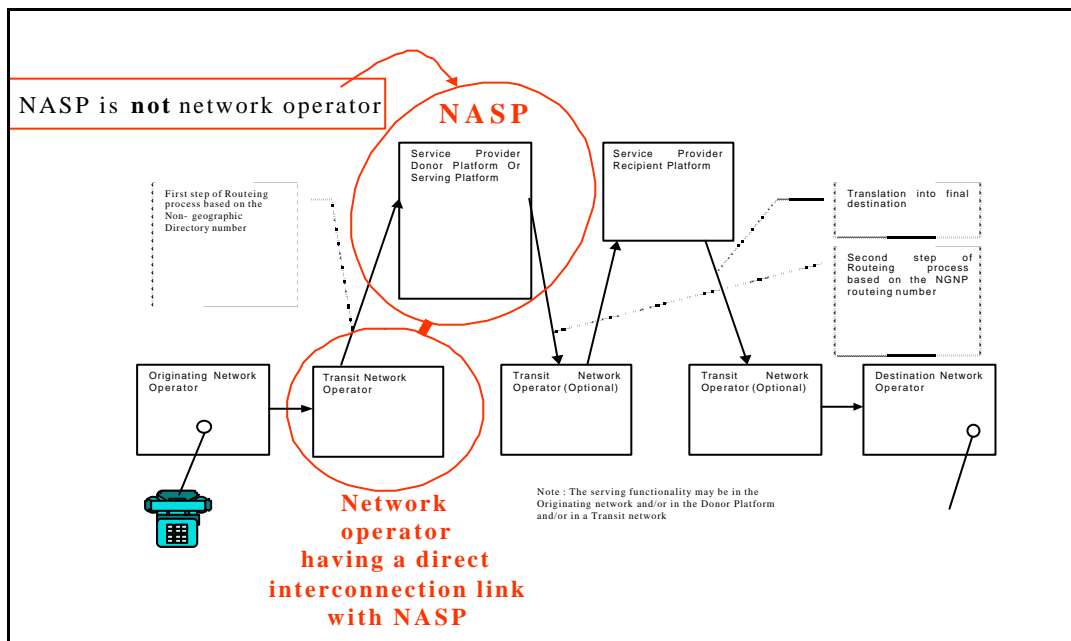 NASP is not network operator
NASP
Service Provider
Donor Platform Or
Serving Platform
Service Provider
Recipient Platform
First step of Routeing
process based on the
Non- geographic
Directory number
Translation into final
destination
Second step of
Routeing process
based on the NGNP
routeing number
Originating Network
Operator
Transit Network
Operator
Transit Network
Operator (Optional)
Transit Network
Operator (Optional)
Destination Network
Operator
Note : The serving functionality may be in the
Originating network and/or in the Donor Platform
and/or in a Transit network
Network
operator
having a direct
interconnection link
with NASP